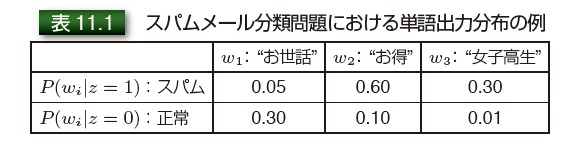 表 11.1 スパムメール分類問題における単語出力分布の例
w₁: “お世話” w₂: “お得” w₃: “女子高生”
P(wᵢ|z = 1)：スパム 0.05 0.60 0.30
P(wᵢ|z = 0)：正常 0.30 0.10 0.01